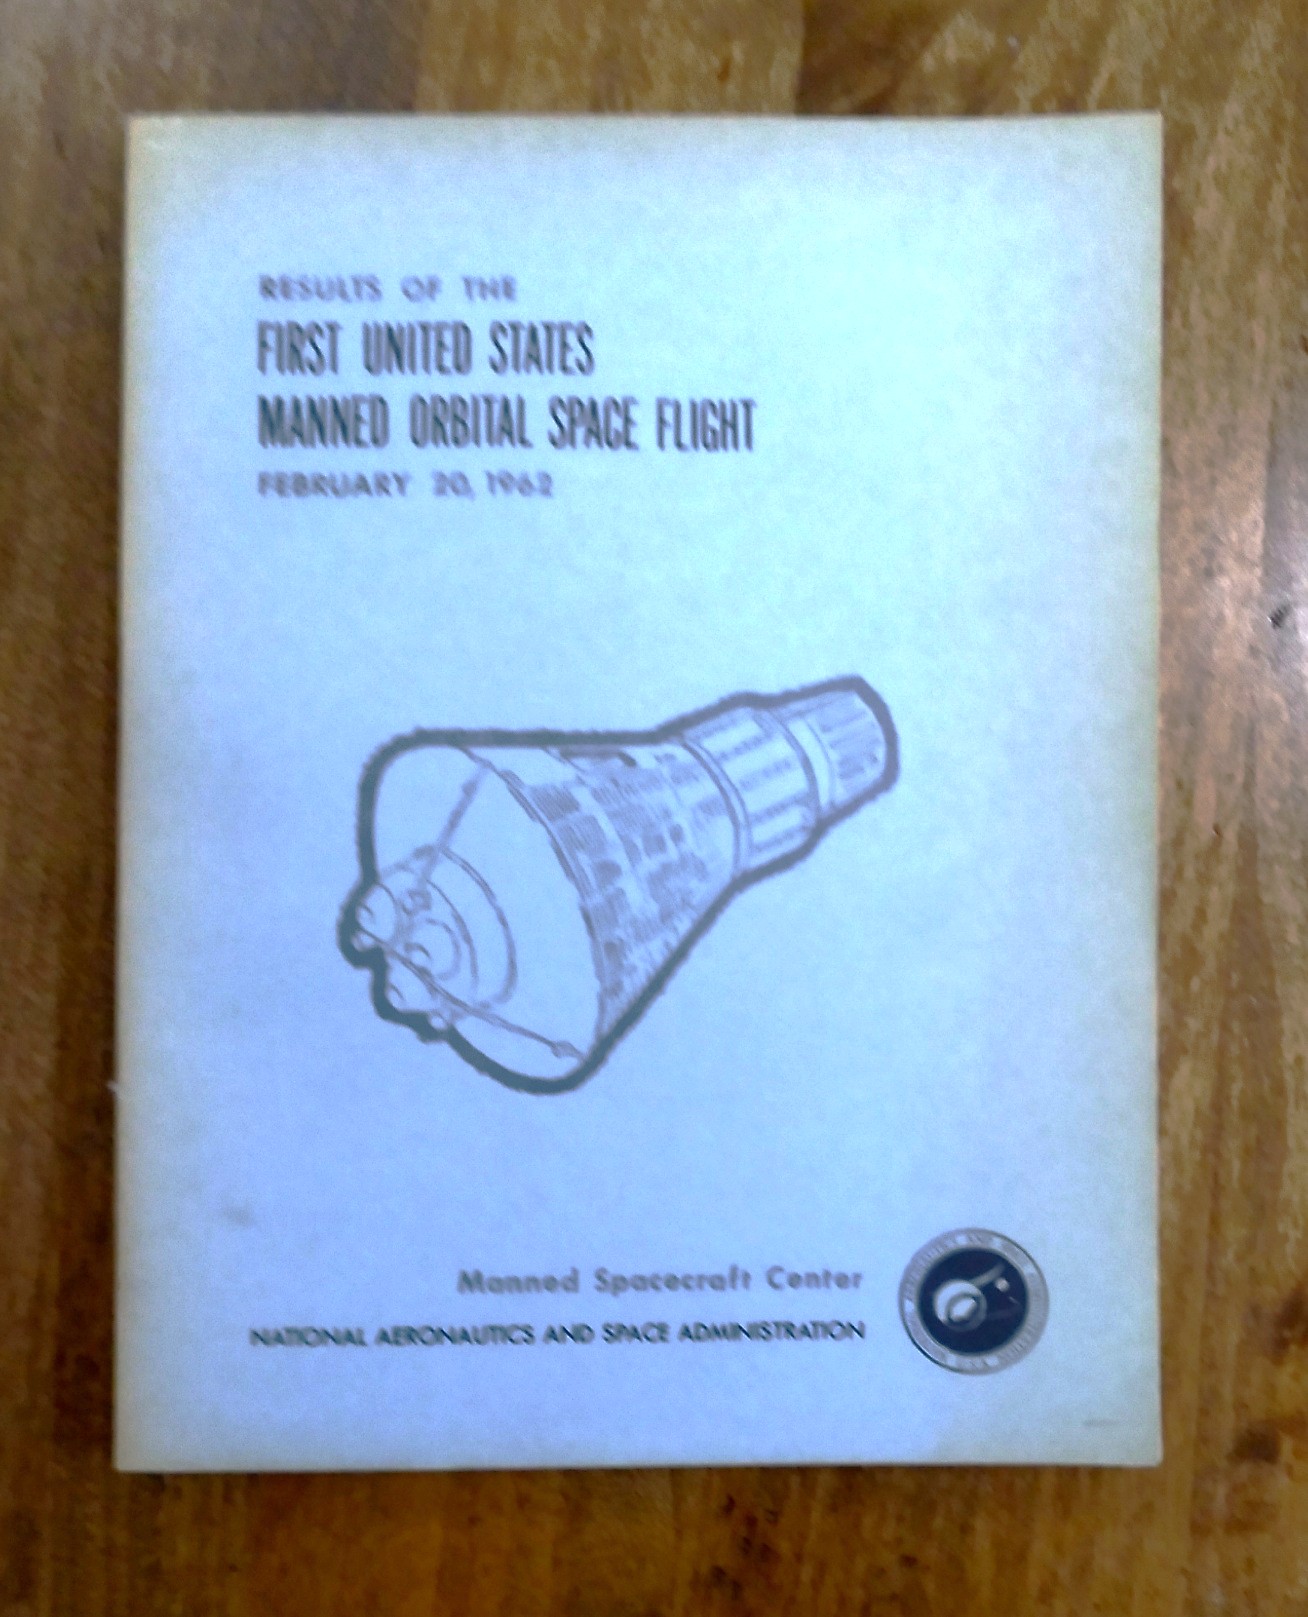 RESULTS OF THE
FIRST UNITED STATES
MANNED ORBITAL SPACE FLIGHT
FEBRUARY 20, 1962
Manned Spacecraft Center
NATIONAL AERONAUTICS AND SPACE ADMINISTRATION
U.S.A.